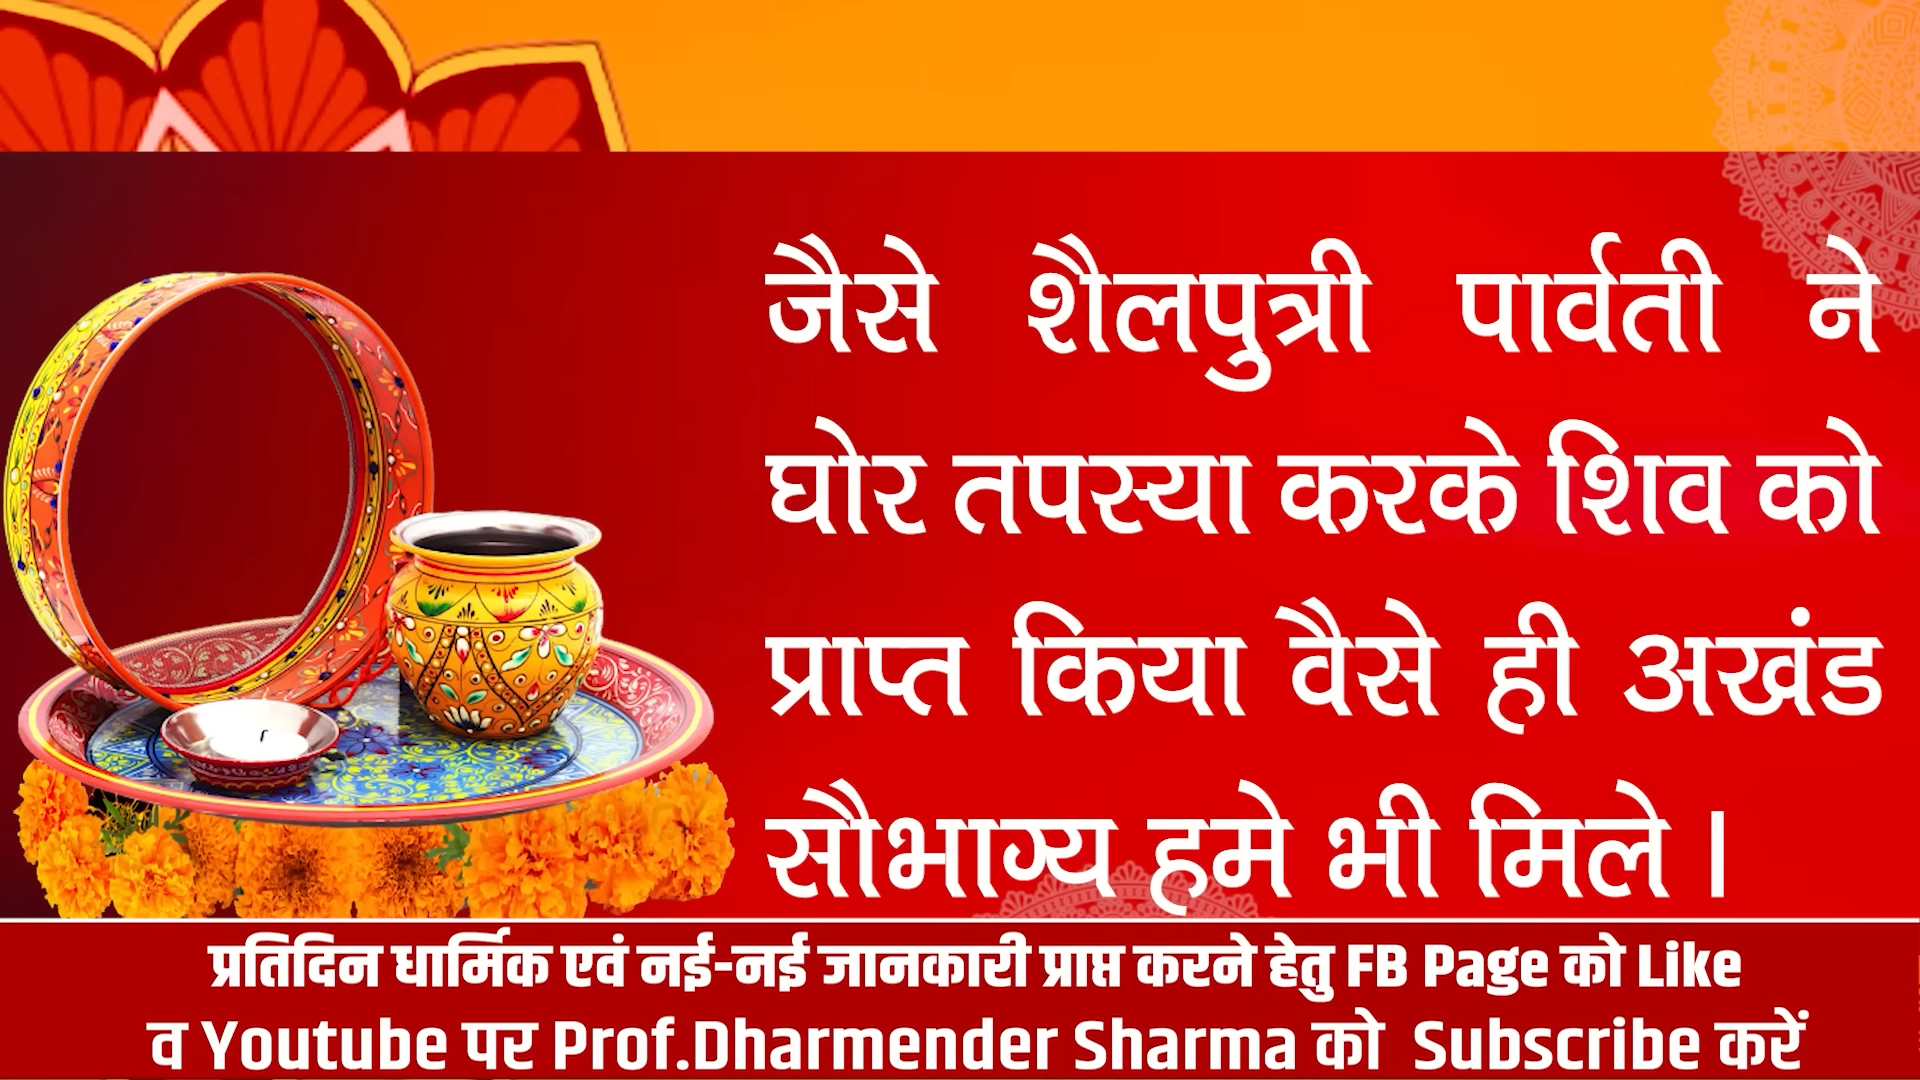 जैसे शैलपुत्री पार्वती ने
घोर तपस्या करके शिव को
प्राप्त किया वैसे ही अखंड
सौभाग्य हमे भी मिले ।
प्रतिदिन धार्मिक एवं नई-नई जानकारी प्राप्त करने हेतु FB Page को Like
व Youtube पर Prof.Dharmender Sharma को Subscribe करें